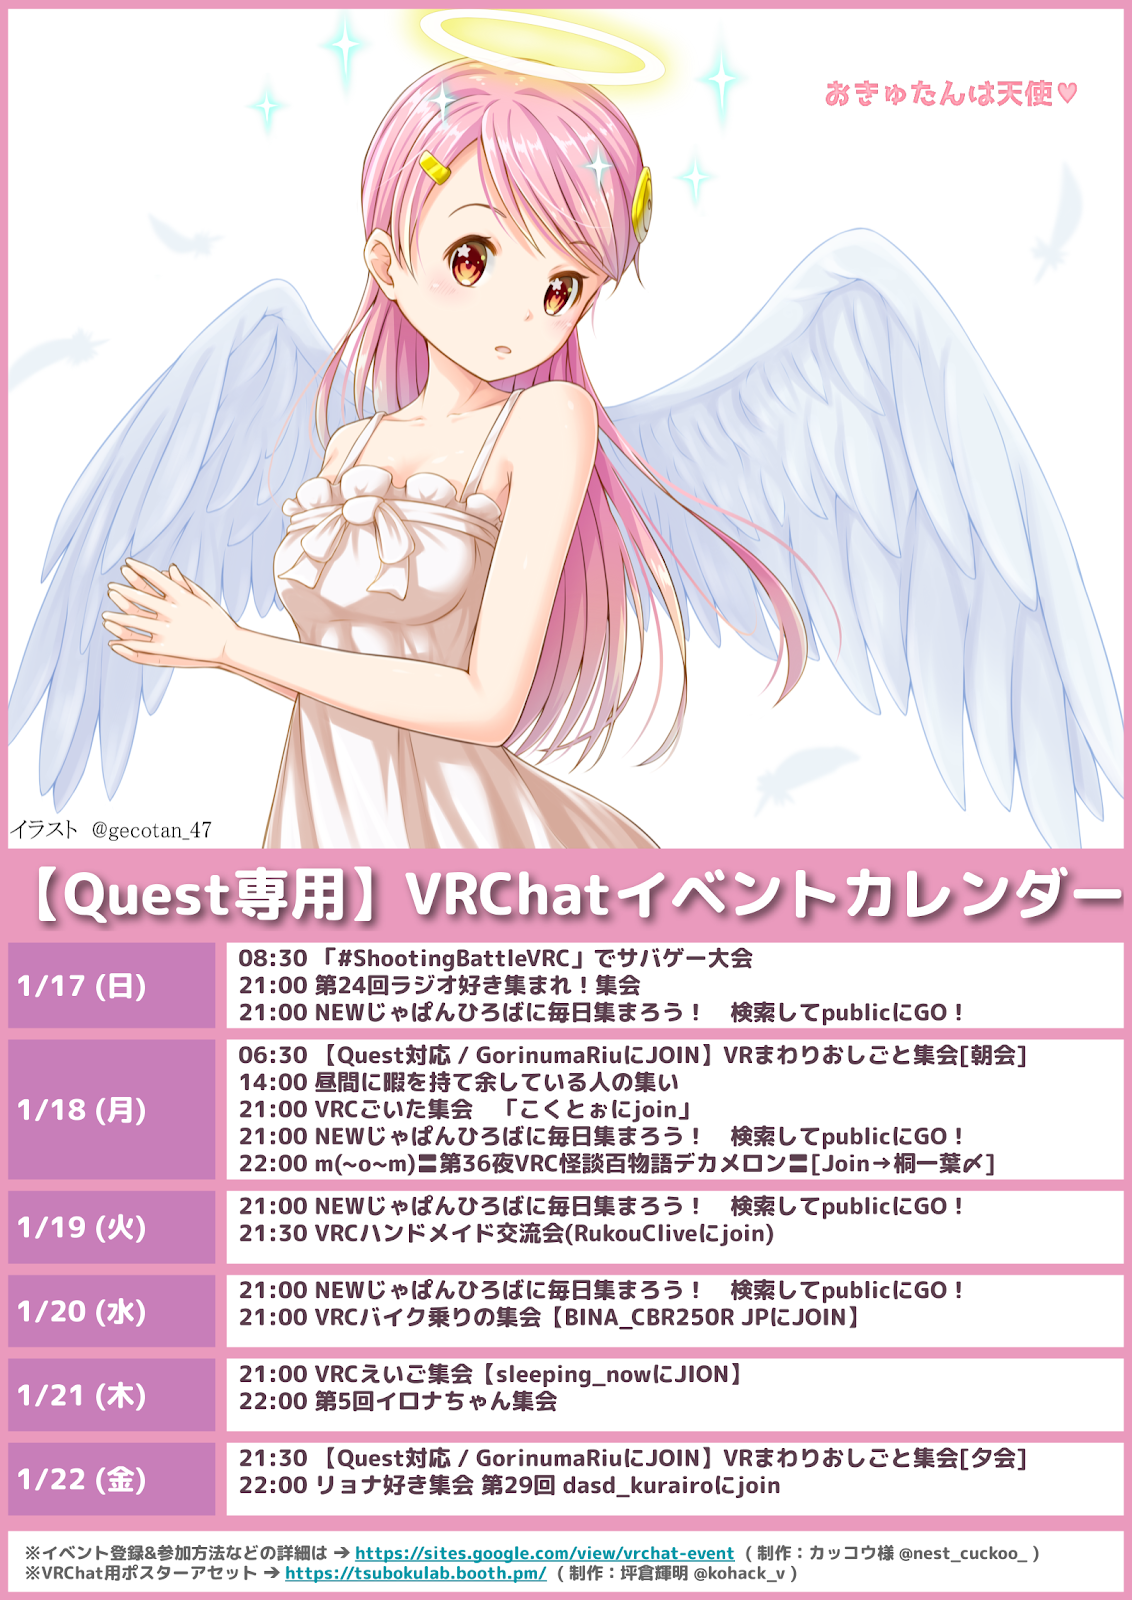 おきゅたんは天使♥
イラスト @gecotan_47
【Quest専用】VRChatイベントカレンダー
1/17 (日)
08:30 「#ShootingBattleVRC」でサバゲー大会
21:00 第24回ラジオ好き集まれ！集会
21:00 NEWじゃぱんひろばに毎日集まろう！　検索してpublicにGO！
1/18 (月)
06:30 【Quest対応 / GorinumaRiuにJOIN】VRまわりおしごと集会[朝会]
14:00 昼間に暇を持て余している人の集い
21:00 VRCごいた集会　「こくとぉにjoin」
21:00 NEWじゃぱんひろばに毎日集まろう！　検索してpublicにGO！
22:00 m(~o~m)〓第36夜VRC怪談百物語デカメロン〓[Join→桐一葉〆]
1/19 (火)
21:00 NEWじゃぱんひろばに毎日集まろう！　検索してpublicにGO！
21:30 VRCハンドメイド交流会(RukouCliveにjoin)
1/20 (水)
21:00 NEWじゃぱんひろばに毎日集まろう！　検索してpublicにGO！
21:00 VRCバイク乗りの集会【BINA_CBR250R JPにJOIN】
1/21 (木)
21:00 VRCえいご集会【sleeping_nowにJION】
22:00 第5回イロナちゃん集会
1/22 (金)
21:30 【Quest対応 / GorinumaRiuにJOIN】VRまわりおしごと集会[夕会]
22:00 リョナ好き集会 第29回 dasd_kurairoにjoin
※イベント登録&参加方法などの詳細は → https://sites.google.com/view/vrchat-event ( 制作：カッコウ様 @nest_cuckoo_ )
※VRChat用ポスターアセット → https://tsubokulab.booth.pm/ ( 制作：坪倉輝明 @kohack_v )